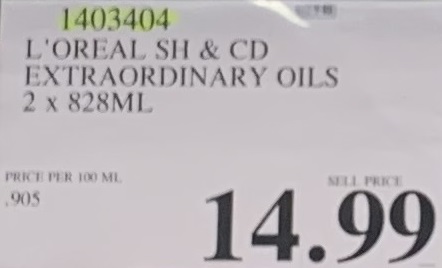 1403404
L'OREAL SH & CD
EXTRAORDINARY OILS
2 x 828ML
PRICE PER 100 ML
.905
SELL PRICE
14.99